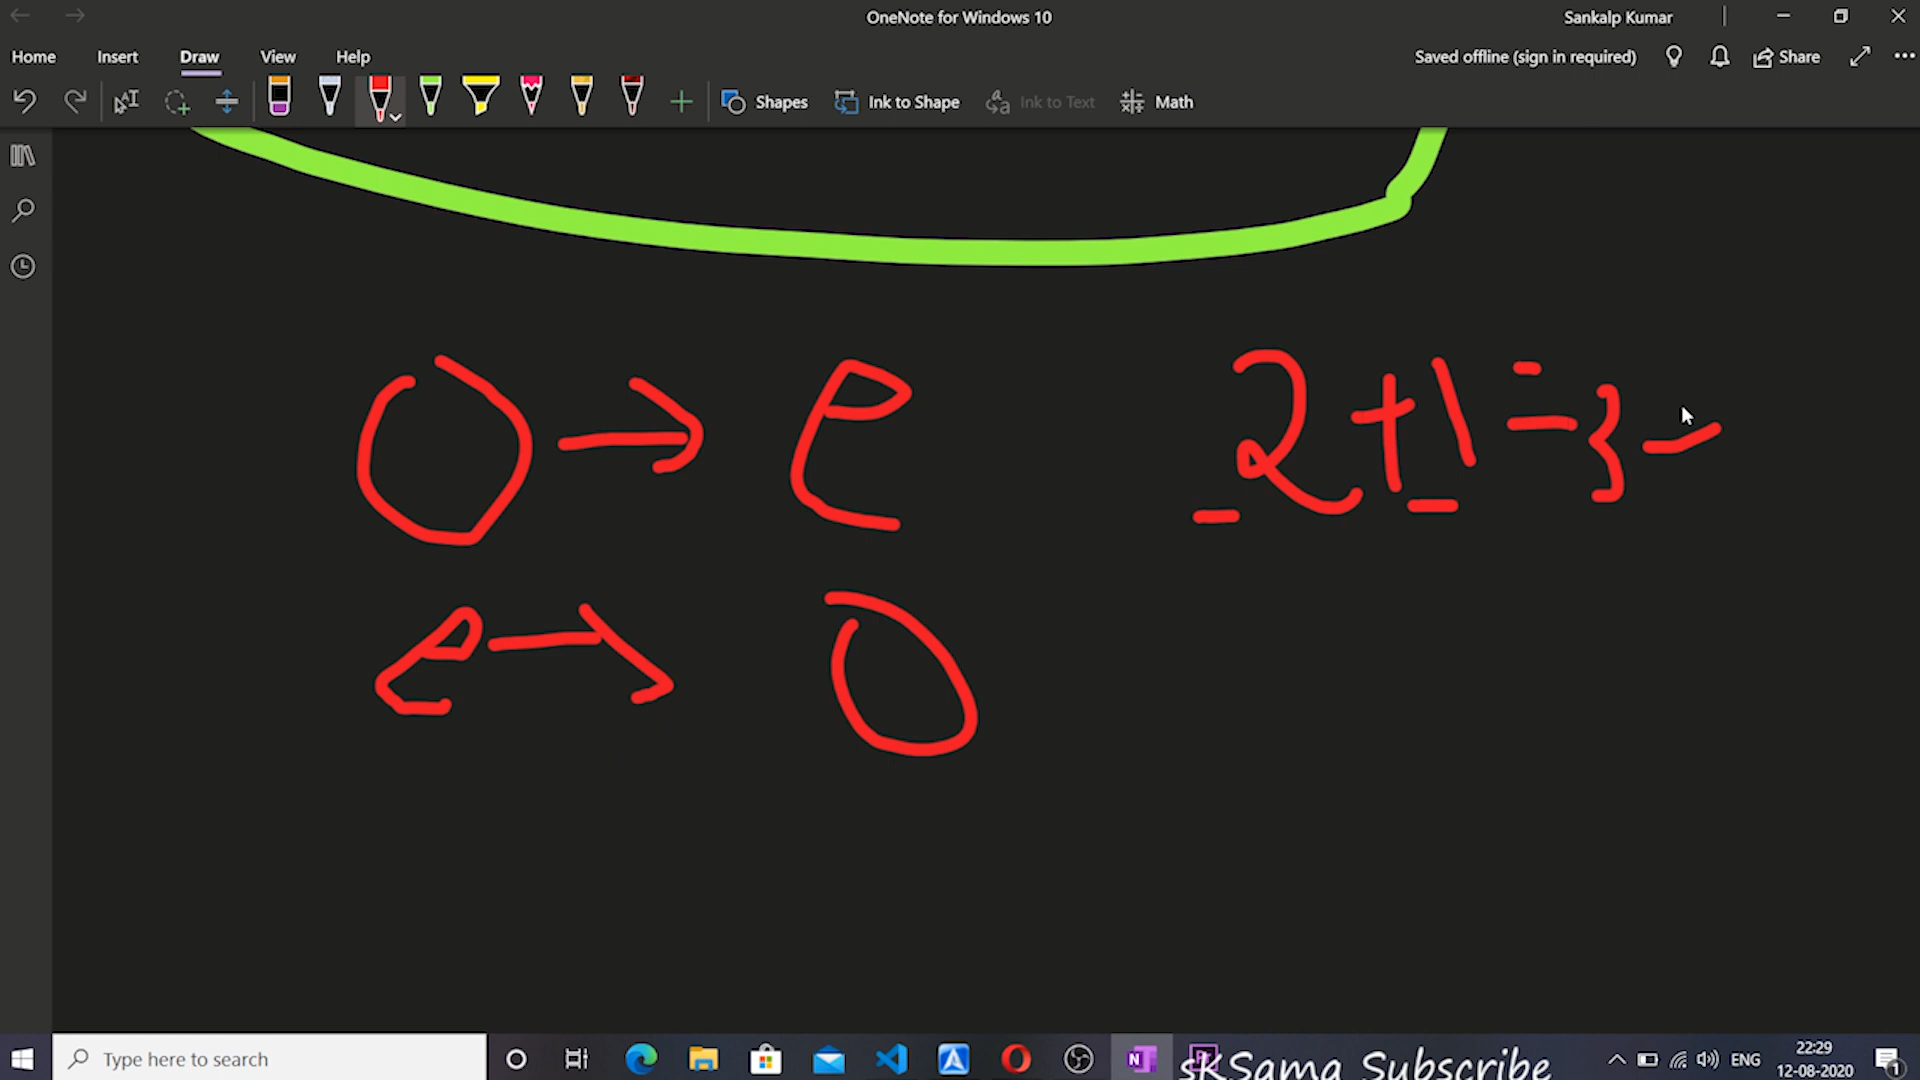 OneNote for Windows 10
Sankalp Kumar
Home Insert Draw View Help
Saved offline (sign in required) Share
Shapes Ink to Shape Ink to Text Math
O → e 2+1=3
e → O
Type here to search
ENG
22:29
12-08-2020
1
sKSama Subscribe